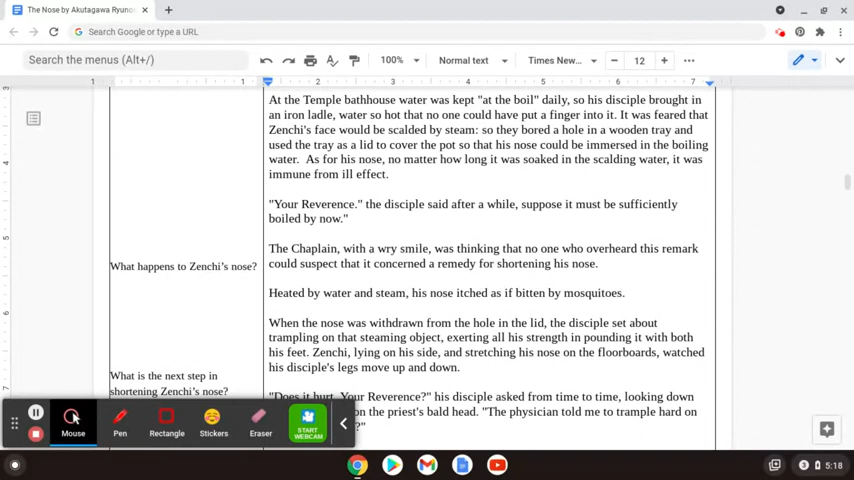 The Nose by Akutagawa Ryuno
Search Google or type a URL
Search the menus (Alt+/)
100%
Normal text
Times New...
12
1 1 2 3 4 5 6 7
At the Temple bathhouse water was kept "at the boil" daily, so his disciple brought in
an iron ladle, water so hot that no one could have put a finger into it. It was feared that
Zenchi's face would be scalded by steam: so they bored a hole in a wooden tray and
used the tray as a lid to cover the pot so that his nose could be immersed in the boiling
water. As for his nose, no matter how long it was soaked in the scalding water, it was
immune from ill effect.
"Your Reverence." the disciple said after a while, suppose it must be sufficiently
boiled by now."
The Chaplain, with a wry smile, was thinking that no one who overheard this remark
What happens to Zenchi's nose?
could suspect that it concerned a remedy for shortening his nose.
Heated by water and steam, his nose itched as if bitten by mosquitoes.
When the nose was withdrawn from the hole in the lid, the disciple set about
trampling on that steaming object, exerting all his strength in pounding it with both
his feet. Zenchi, lying on his side, and stretching his nose on the floorboards, watched
his disciple's legs move up and down.
What is the next step in
shortening Zenchi's nose?
"Does it hurt, Your Reverence?" his disciple asked from time to time, looking down
on the priest's bald head. "The physician told me to trample hard on
?"
Mouse
Pen
Rectangle
Stickers
Eraser
START
WEBCAM
3
5:18